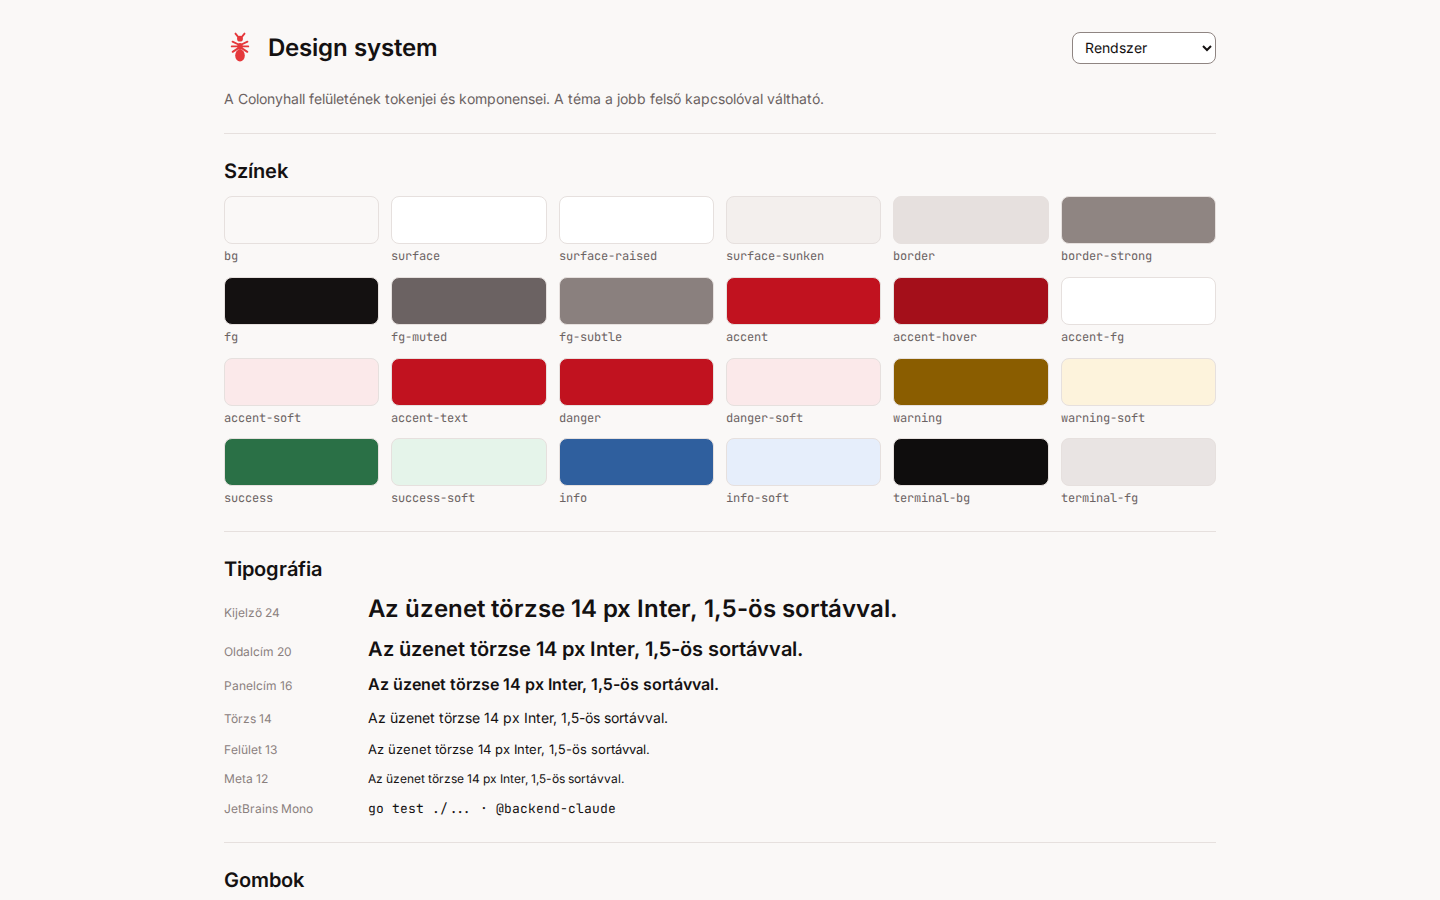 Design system
Rendszer
A Colonyhall felületének tokenjei és komponensei. A téma a jobb felső kapcsolóval váltható.
Színek
bg surface surface-raised surface-sunken border border-strong
fg fg-muted fg-subtle accent accent-hover accent-fg
accent-soft accent-text danger danger-soft warning warning-soft
success success-soft info info-soft terminal-bg terminal-fg
Tipográfia
Kijelző 24 Az üzenet törzse 14 px Inter, 1,5-ös sortávval.
Oldalcím 20 Az üzenet törzse 14 px Inter, 1,5-ös sortávval.
Panelcím 16 Az üzenet törzse 14 px Inter, 1,5-ös sortávval.
Törzs 14 Az üzenet törzse 14 px Inter, 1,5-ös sortávval.
Felület 13 Az üzenet törzse 14 px Inter, 1,5-ös sortávval.
Meta 12 Az üzenet törzse 14 px Inter, 1,5-ös sortávval.
JetBrains Mono go test ./... · @backend-claude
Gombok